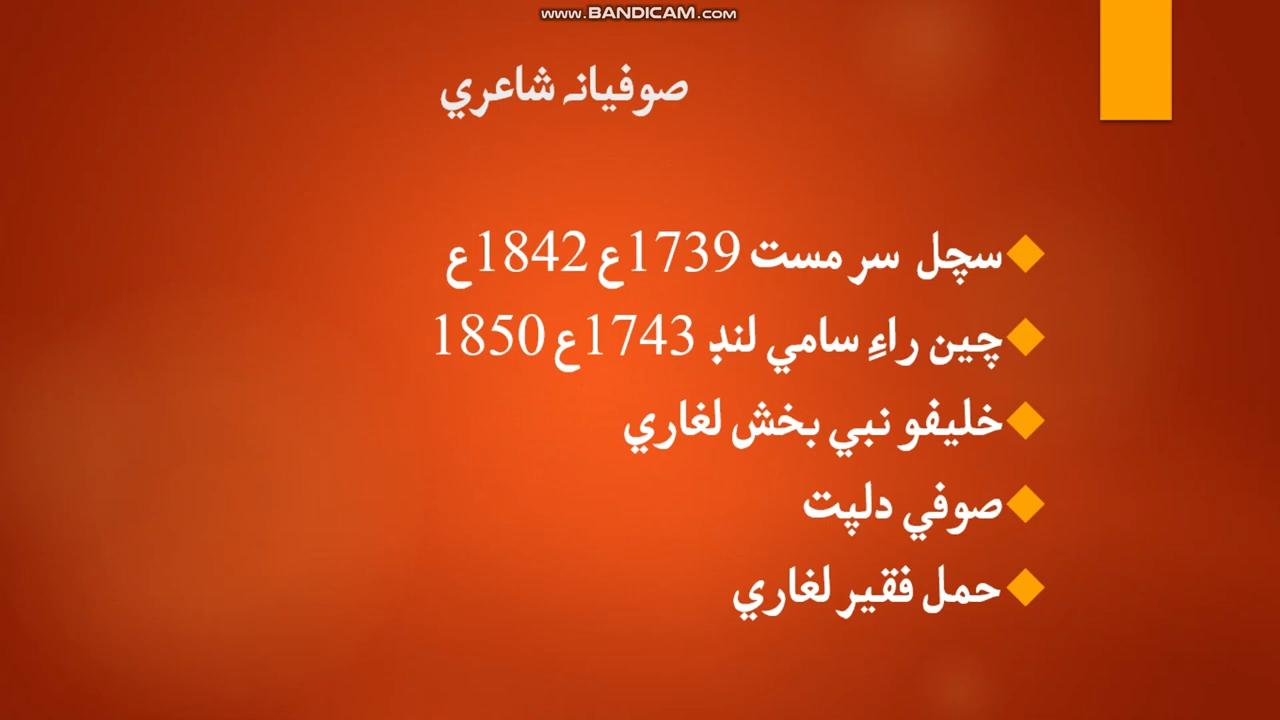 www.BANDICAM.com
صوفيانہ شاعري
سچل سر مست 1739ع 1842ع
چين راءِ سامي لنڊ 1743ع 1850
خليفو نبي بخش لغاري
صوفي دلپت
حمل فقير لغاري